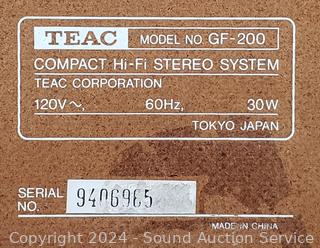 TEAC MODEL NO GF-200
COMPACT Hi-Fi STEREO SYSTEM
TEAC CORPORATION
120V~, 60Hz, 30W
TOKYO JAPAN
SERIAL
NO. 9406965
MADE IN CHINA
Copyright 2024 - Sound Auction Service